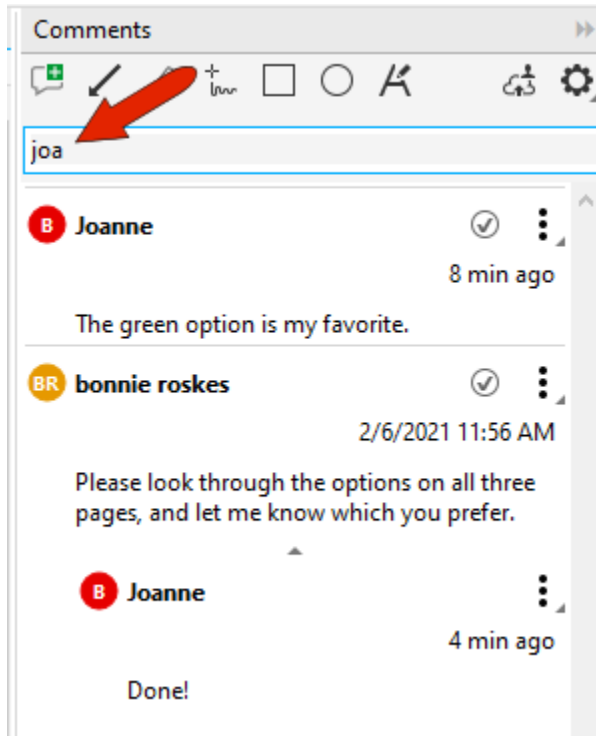 Comments
joa
B Joanne
8 min ago
The green option is my favorite.
BR bonnie roskes
2/6/2021 11:56 AM
Please look through the options on all three
pages, and let me know which you prefer.
B Joanne
4 min ago
Done!